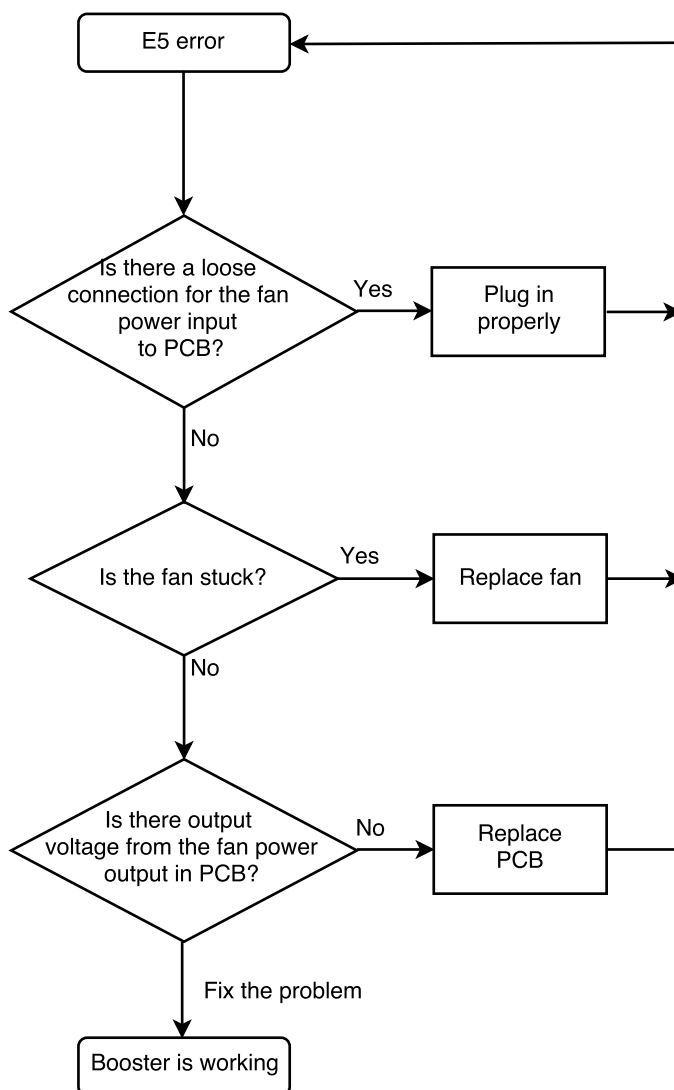 E5 error
Is there a loose
connection for the fan
power input
to PCB?
Yes
Plug in
properly
No
Is the fan stuck?
Yes
Replace fan
No
Is there output
voltage from the fan power
output in PCB?
No
Replace
PCB
Fix the problem
Booster is working